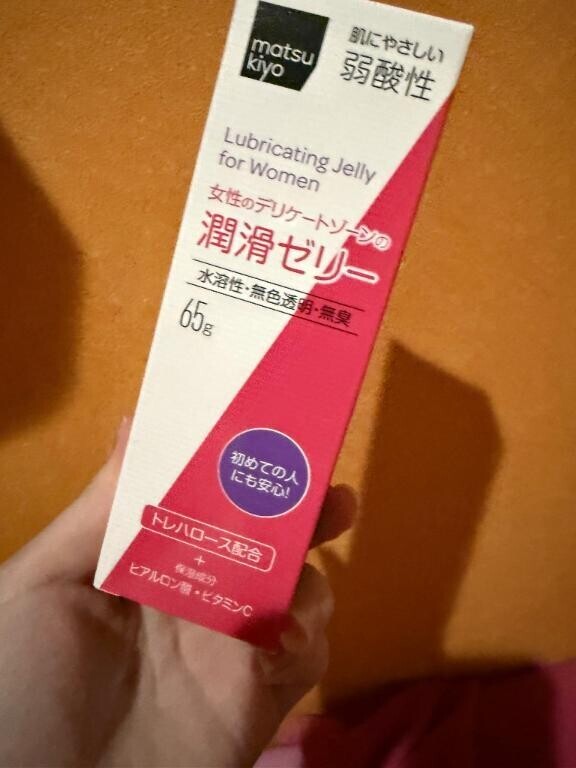 matsu
kiyo
肌にやさしい
弱酸性
Lubricating Jelly
for Women
女性のデリケートゾーンの
潤滑ゼリー
水溶性・無色透明・無臭
65g
初めての人
にも安心!
トレハロース配合
+
保湿成分
ヒアルロン酸・ビタミンC